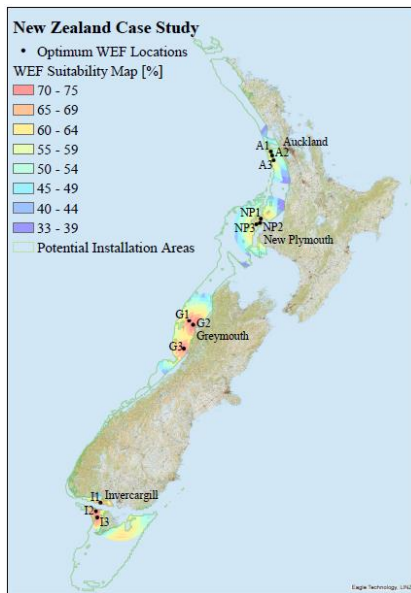 New Zealand Case Study
• Optimum WEF Locations
WEF Suitability Map [%]
70 - 75
65 - 69
60 - 64
55 - 59
50 - 54
45 - 49
40 - 44
33 - 39
Potential Installation Areas
A1
A2
Auckland
A3
NP1
NP3
NP2
New Plymouth
G1
G2
Greymouth
G3
I1
Invercargill
I2
I3
Eagle Technology, LINZ